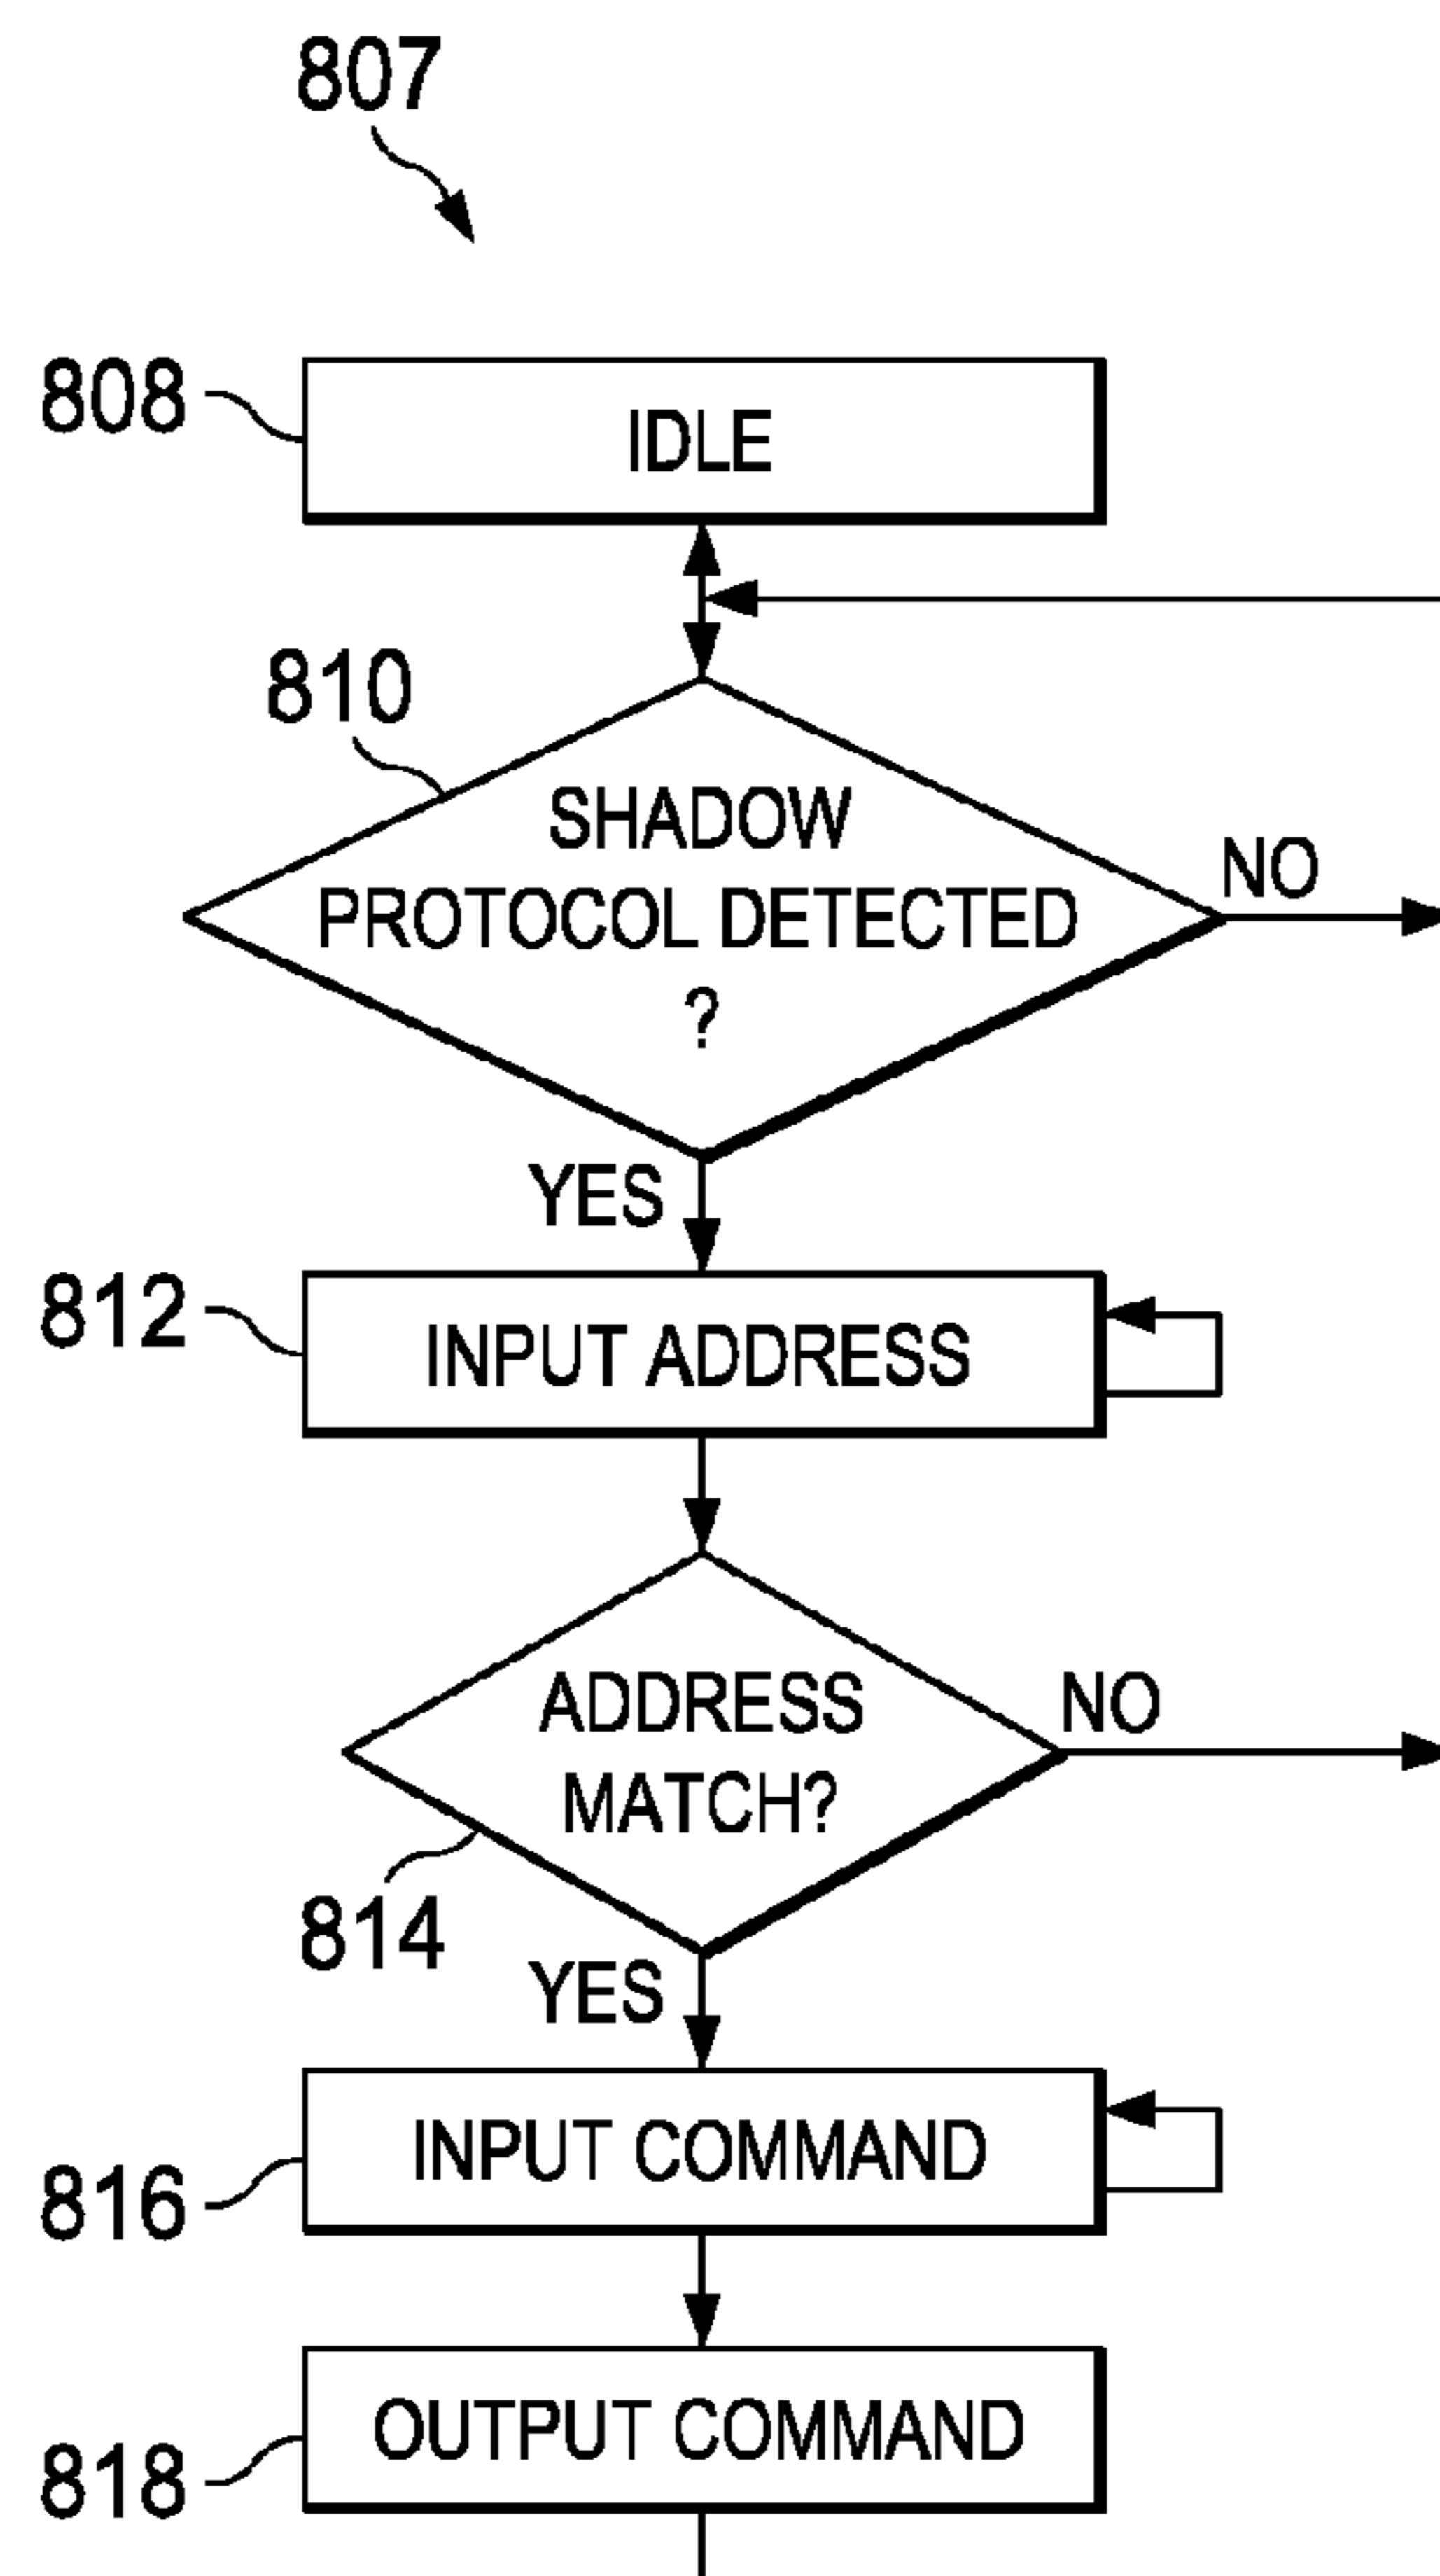 807
808
IDLE
810
SHADOW
PROTOCOL DETECTED
?
NO
YES
812
INPUT ADDRESS
ADDRESS
MATCH?
NO
814
YES
816
INPUT COMMAND
818
OUTPUT COMMAND